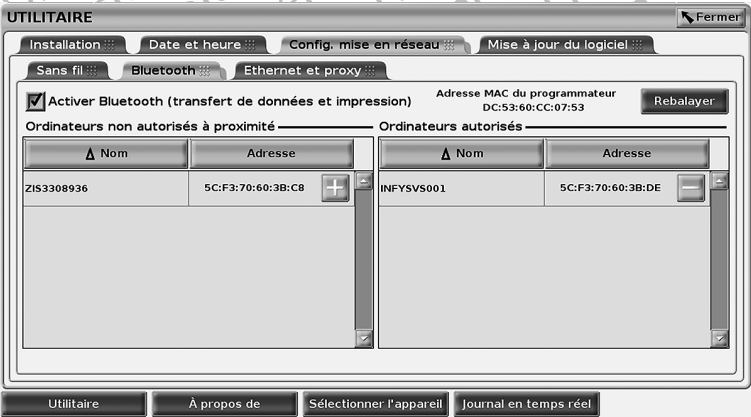 UTILITAIRE
Fermer
Installation Date et heure Config. mise en réseau Mise à jour du logiciel
Sans fil Bluetooth Ethernet et proxy
Activer Bluetooth (transfert de données et impression)
Adresse MAC du programmateur
DC:53:60:CC:07:53
Rebalayer
Ordinateurs non autorisés à proximité
Ordinateurs autorisés
Nom Adresse
Nom Adresse
ZIS3308936 5C:F3:70:60:3B:C8
INFYSVS001 5C:F3:70:60:3B:DE
Utilitaire À propos de Sélectionner l'appareil Journal en temps réel